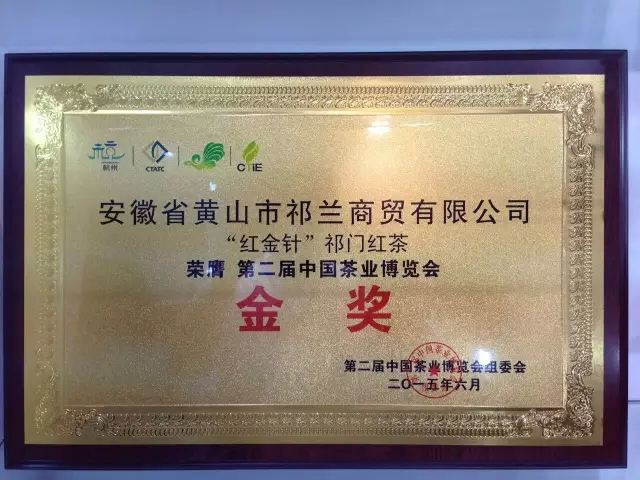 杭州
CTATC
CTIE
安徽省黄山市祁兰商贸有限公司
“红金针”祁门红茶
荣膺 第二届中国茶业博览会
金 奖
第二届中国茶业博览会组委会
二〇一五年六月